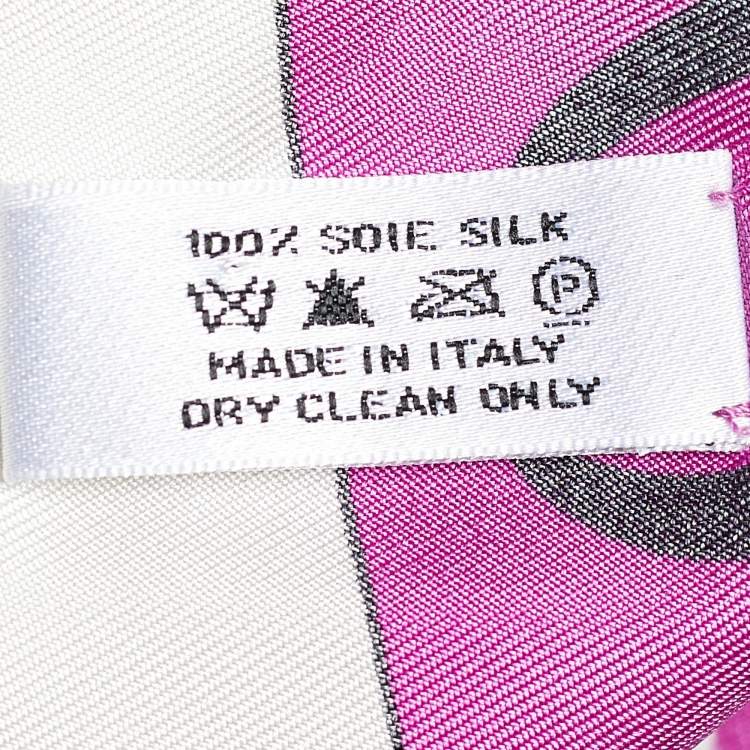 100% SOIE SILK
P
MADE IN ITALY
DRY CLEAN ONLY